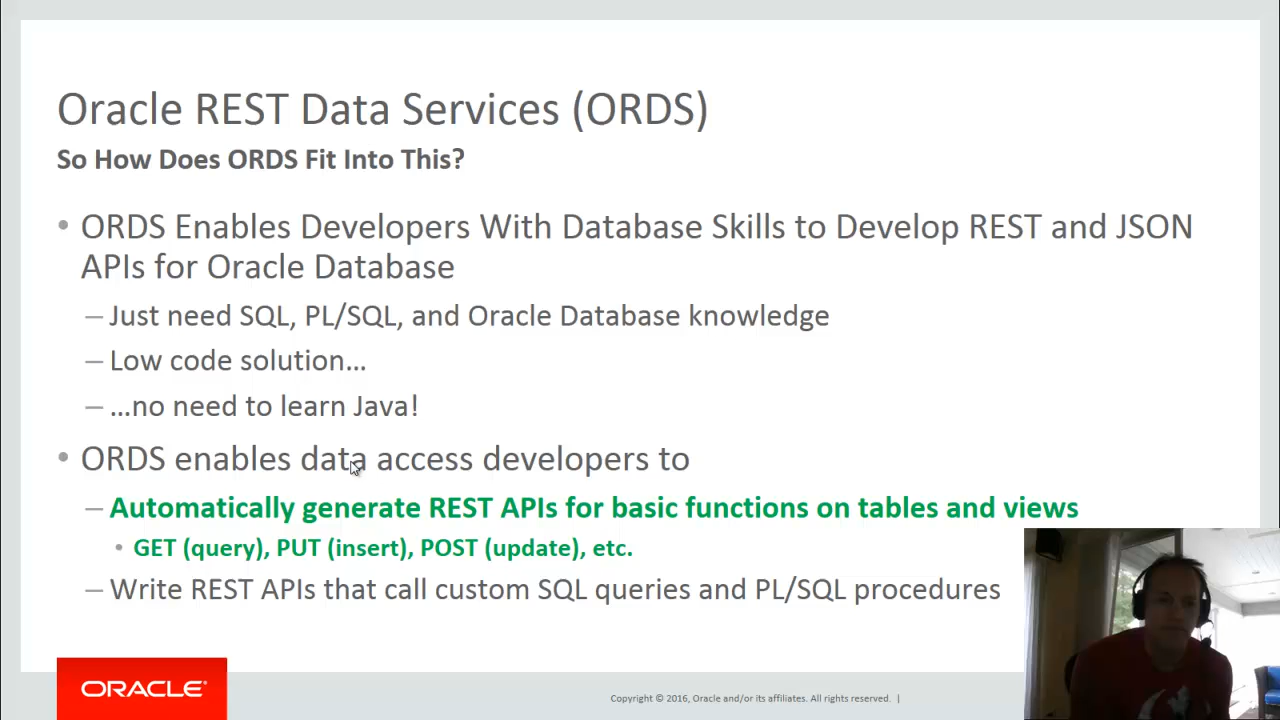 Oracle REST Data Services (ORDS)
So How Does ORDS Fit Into This?
• ORDS Enables Developers With Database Skills to Develop REST and JSON
APIs for Oracle Database
– Just need SQL, PL/SQL, and Oracle Database knowledge
– Low code solution…
– …no need to learn Java!
• ORDS enables data access developers to
– Automatically generate REST APIs for basic functions on tables and views
• GET (query), PUT (insert), POST (update), etc.
– Write REST APIs that call custom SQL queries and PL/SQL procedures
ORACLE®
Copyright © 2016, Oracle and/or its affiliates. All rights reserved. |